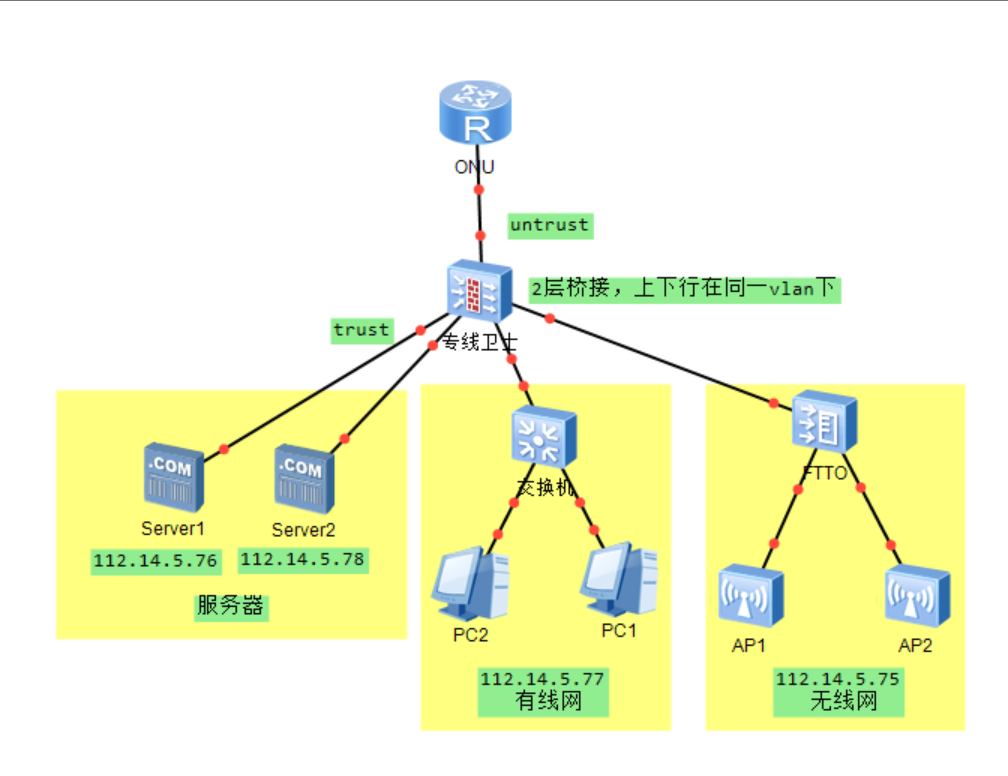 R
ONU
untrust
2层桥接，上下行在同一vlan下
trust
专线卫士
.COM
.COM
交换机
FTTO
Server1
Server2
112.14.5.76
112.14.5.78
服务器
PC2
PC1
AP1
AP2
112.14.5.77
有线网
112.14.5.75
无线网